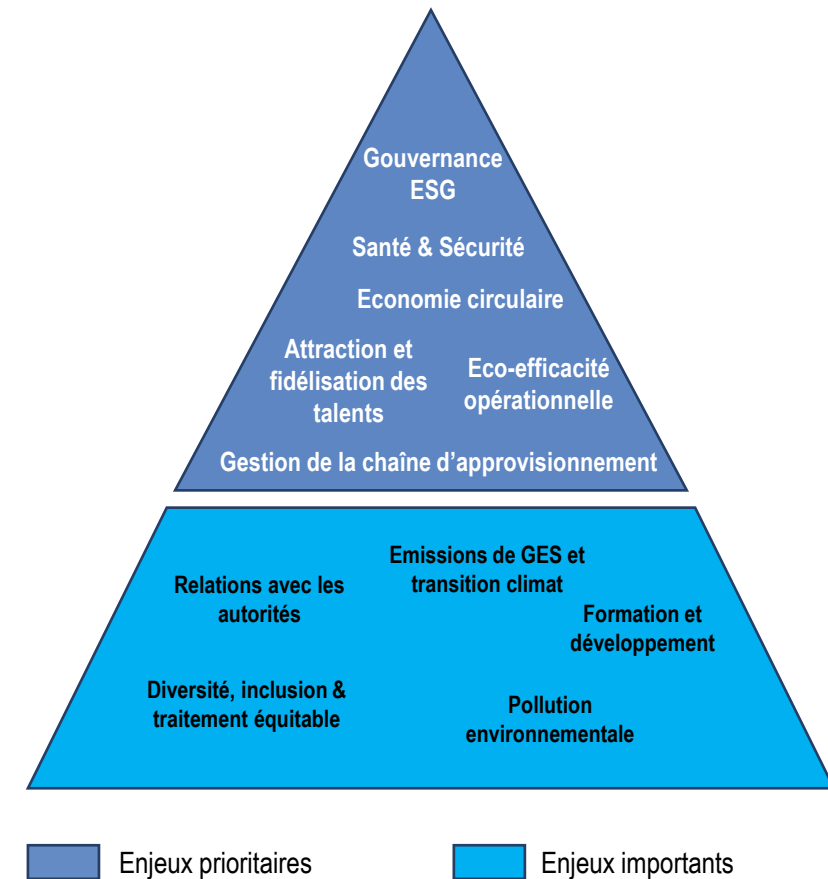 Gouvernance
ESG
Santé & Sécurité
Economie circulaire
Attraction et
fidélisation des
talents
Eco-efficacité
opérationnelle
Gestion de la chaîne d'approvisionnement
Emissions de GES et
transition climat
Relations avec les
autorités
Formation et
développement
Diversité, inclusion &
traitement équitable
Pollution
environnementale
Enjeux prioritaires
Enjeux importants